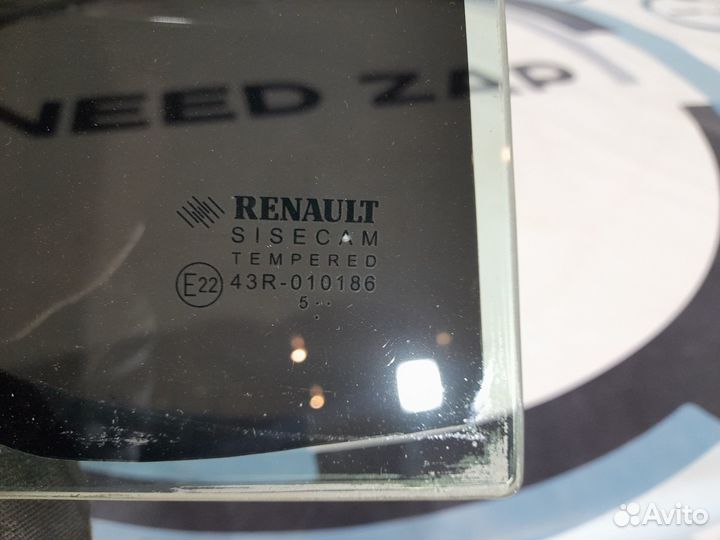 NEED ZAP
RENAULT
SISECAM
TEMPERED
E22 43R-010186
5··
·
Avito